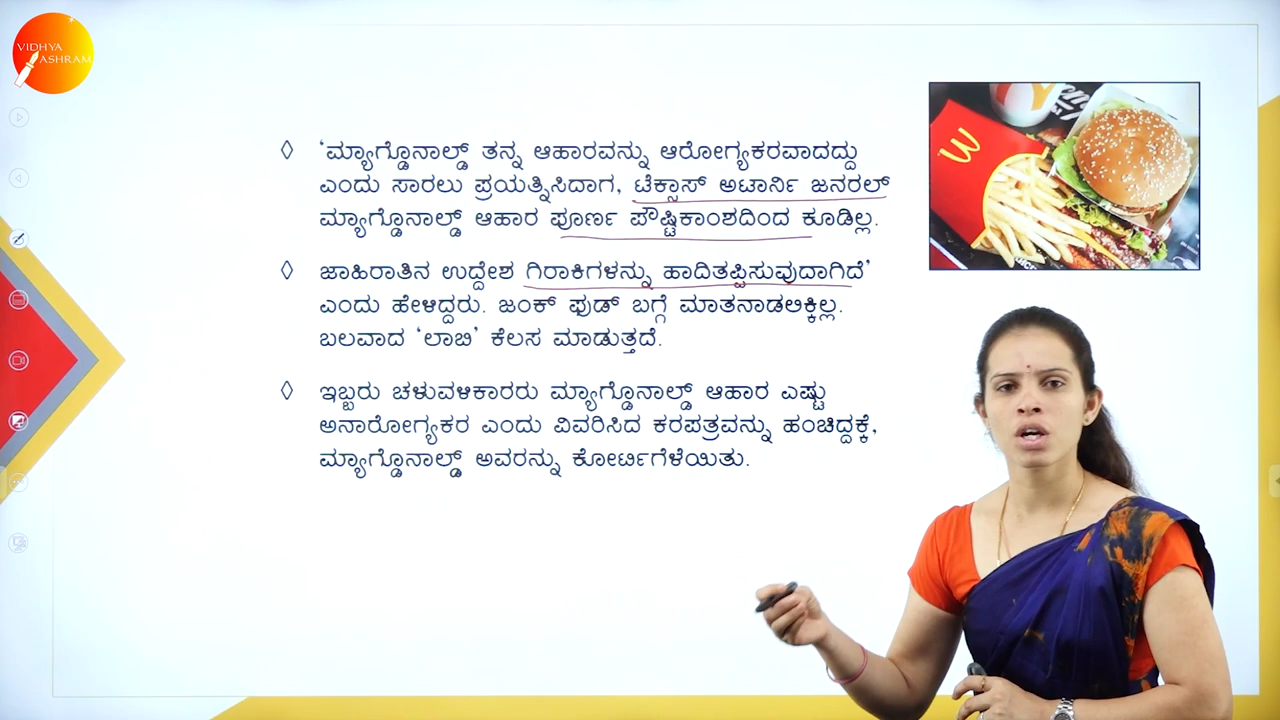 VIDHYA
ASHRAM
'ಮ್ಯಾಗ್ಡೊನಾಲ್ಡ್ ತನ್ನ ಆಹಾರವನ್ನು ಆರೋಗ್ಯಕರವಾದದ್ದು
ಎಂದು ಸಾರಲು ಪ್ರಯತ್ನಿಸಿದಾಗ, ಟೆಕ್ಸಾಸ್ ಅಟಾರ್ನಿ ಜನರಲ್
ಮ್ಯಾಗ್ಡೊನಾಲ್ಡ್ ಆಹಾರ ಪೂರ್ಣ ಪೌಷ್ಟಿಕಾಂಶದಿಂದ ಕೂಡಿಲ್ಲ.
ಜಾಹಿರಾತಿನ ಉದ್ದೇಶ ಗಿರಾಕಿಗಳನ್ನು ಹಾದಿತಪ್ಪಿಸುವುದಾಗಿದೆ'
ಎಂದು ಹೇಳಿದ್ದರು. ಜಂಕ್ ಫುಡ್ ಬಗ್ಗೆ ಮಾತನಾಡಲಿಕ್ಕಿಲ್ಲ.
ಬಲವಾದ 'ಲಾಬಿ' ಕೆಲಸ ಮಾಡುತ್ತದೆ.
ಇಬ್ಬರು ಚಳುವಳಿಕಾರರು ಮ್ಯಾಗ್ಡೊನಾಲ್ಡ್ ಆಹಾರ ಎಷ್ಟು
ಅನಾರೋಗ್ಯಕರ ಎಂದು ವಿವರಿಸಿದ ಕರಪತ್ರವನ್ನು ಹಂಚಿದ್ದಕ್ಕೆ,
ಮ್ಯಾಗ್ಡೊನಾಲ್ಡ್ ಅವರನ್ನು ಕೋರ್ಟಿಗೆಳೆಯಿತು.